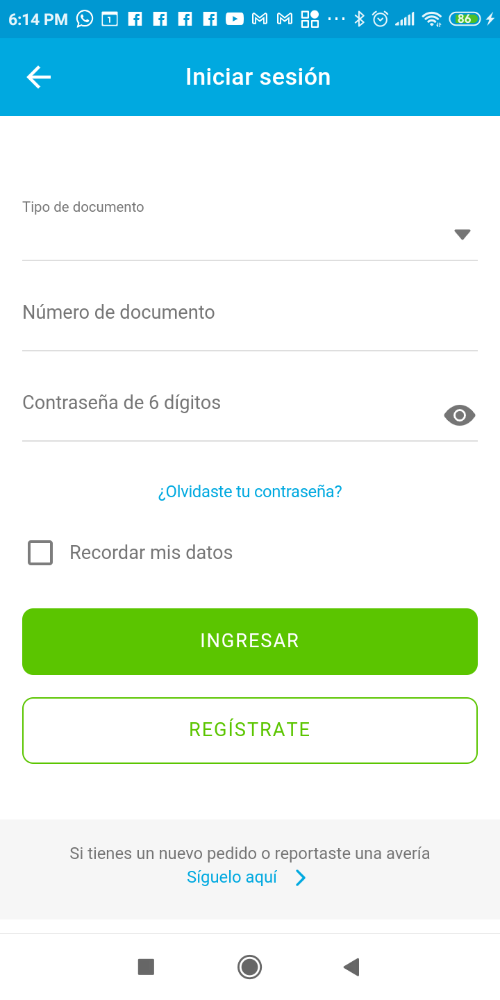 6:14 PM 86
Iniciar sesión
Tipo de documento
Número de documento
Contraseña de 6 dígitos
¿Olvidaste tu contraseña?
Recordar mis datos
INGRESAR
REGÍSTRATE
Si tienes un nuevo pedido o reportaste una avería
Síguelo aquí